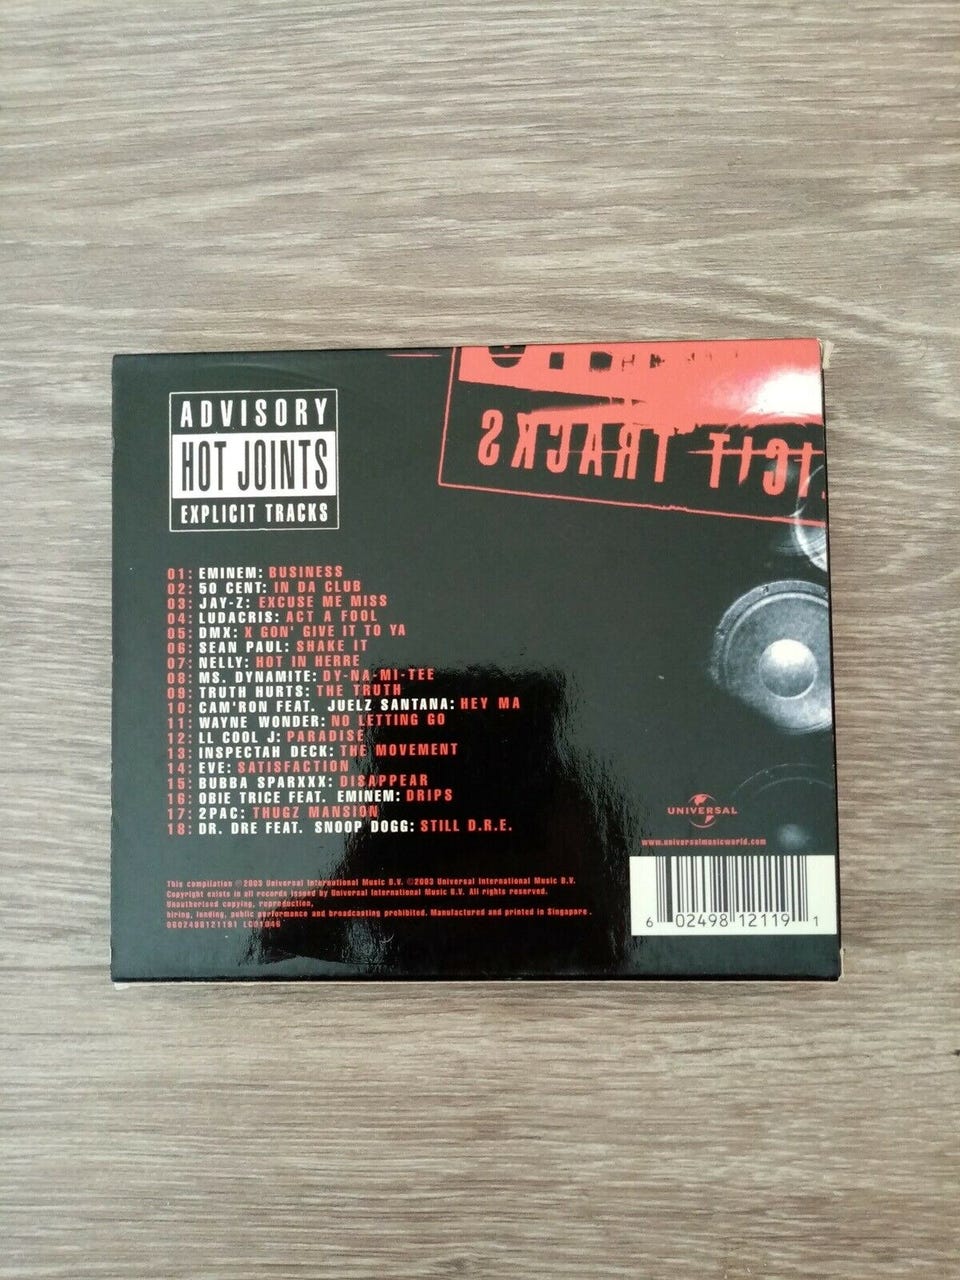 ADVISORY
HOT JOINTS
EXPLICIT TRACKS
ICIT TRACKS
01: EMINEM: BUSINESS
02: 50 CENT: IN DA CLUB
03: JAY-Z: EXCUSE ME MISS
04: LUDACRIS: ACT A FOOL
05: DMX: X GON' GIVE IT TO YA
06: SEAN PAUL: SHAKE IT
07: NELLY: HOT IN HERRE
08: MS. DYNAMITE: DY-NA-MI-TEE
09: TRUTH HURTS: THE TRUTH
10: CAM'RON FEAT. JUELZ SANTANA: HEY MA
11: WAYNE WONDER: NO LETTING GO
12: LL COOL J: PARADISE
13: INSPECTAH DECK: THE MOVEMENT
14: EVE: SATISFACTION
15: BUBBA SPARXXX: DISAPPEAR
16: OBIE TRICE FEAT. EMINEM: DRIPS
17: 2PAC: THUGZ MANSION
18: DR. DRE FEAT. SNOOP DOGG: STILL D.R.E.
UNIVERSAL
www.universalmusicworld.com
This compilation ℗2003 Universal International Music B.V. ©2003 Universal International Music B.V.
Copyright exists in all records issued by Universal International Music B.V. All rights reserved.
Unauthorised copying, reproduction,
hiring, lending, public performance and broadcasting prohibited. Manufactured and printed in Singapore.
0602498121191 LC01846
6 02498 12119 1